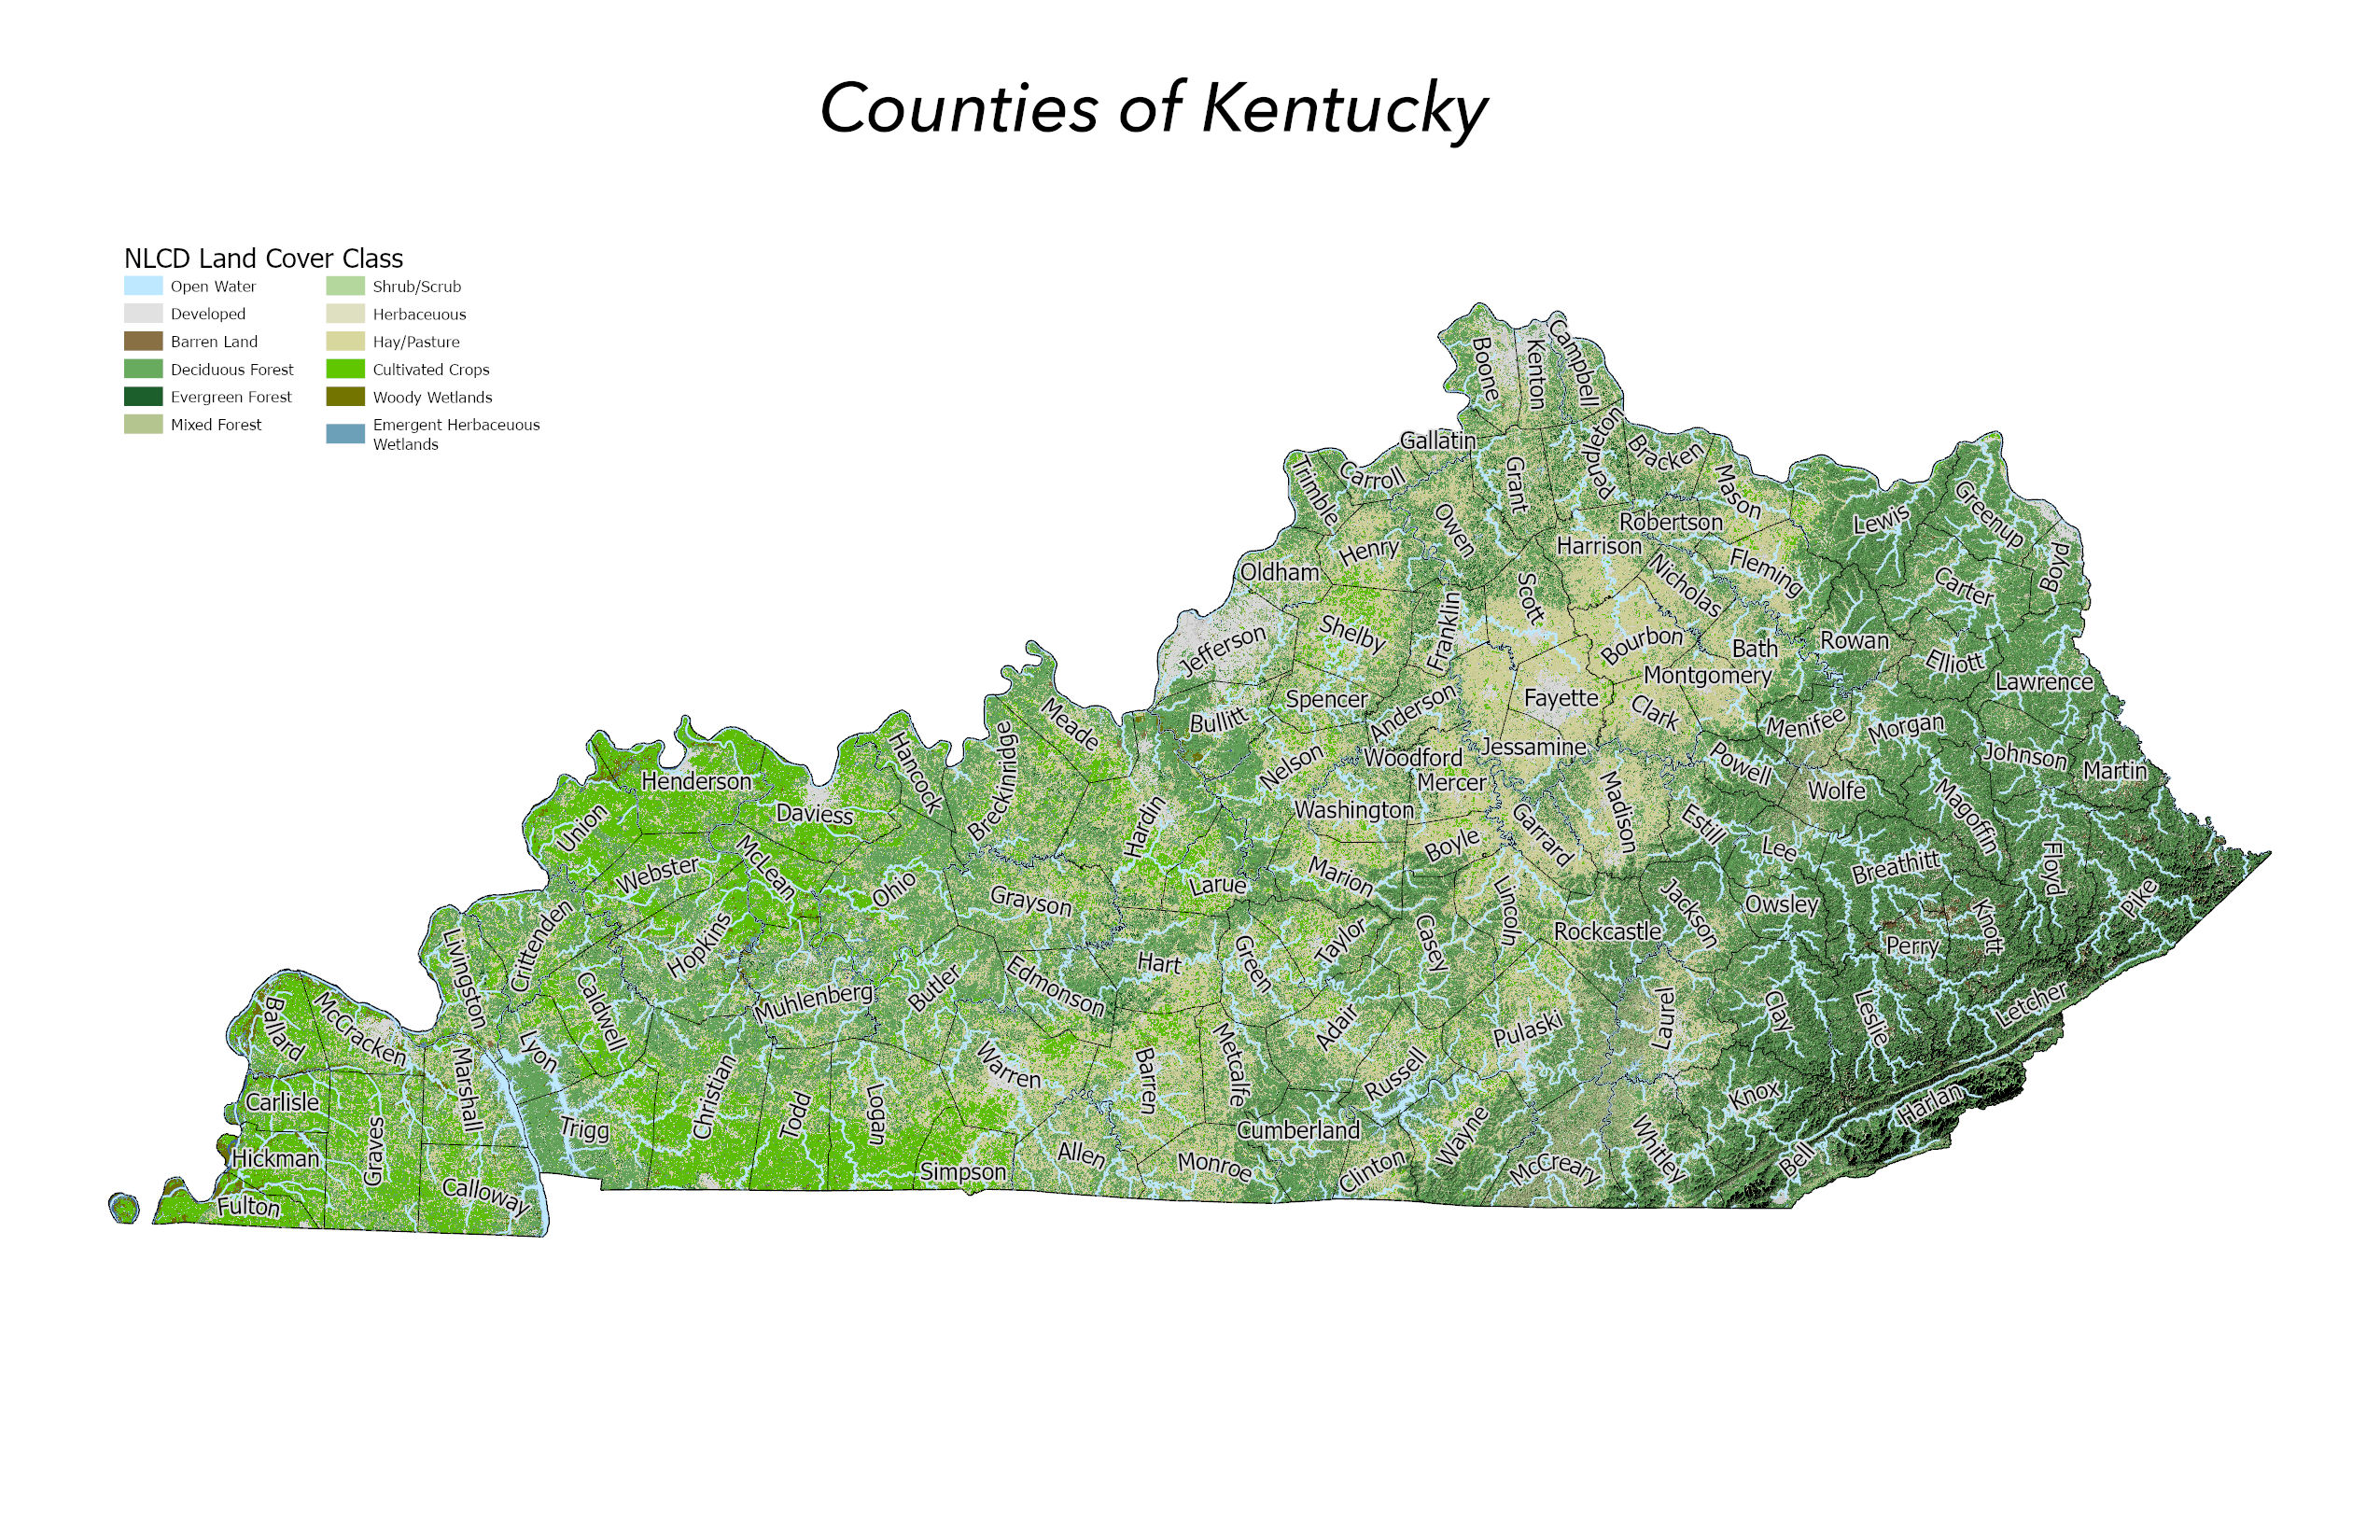 Counties of Kentucky
NLCD Land Cover Class
Open Water
Developed
Barren Land
Deciduous Forest
Evergreen Forest
Mixed Forest
Shrub/Scrub
Herbaceuous
Hay/Pasture
Cultivated Crops
Woody Wetlands
Emergent Herbaceuous
Wetlands
Boone
Kenton
Campbell
Gallatin
Pendleton
Bracken
Grant
Carroll
Trimble
Mason
Owen
Robertson
Lewis
Greenup
Henry
Harrison
Oldham
Fleming
Nicholas
Boyd
Carter
Scott
Franklin
Shelby
Jefferson
Bourbon
Bath
Rowan
Elliott
Montgomery
Lawrence
Spencer
Fayette
Anderson
Clark
Bullitt
Menifee
Morgan
Meade
Woodford
Jessamine
Nelson
Powell
Johnson
Martin
Hancock
Breckinridge
Henderson
Mercer
Wolfe
Washington
Madison
Magoffin
Daviess
Union
Hardin
Garrard
Estill
Boyle
Lee
Webster
McLean
Breathitt
Floyd
Marion
Larue
Ohio
Grayson
Pike
Lincoln
Jackson
Owsley
Rockcastle
Knott
Perry
Crittenden
Hopkins
Taylor
Casey
Green
Hart
Livingston
Caldwell
Butler
Edmonson
Muhlenberg
Letcher
Laurel
Clay
Leslie
Pulaski
Adair
Ballard
McCracken
Lyon
Metcalfe
Warren
Barren
Russell
Marshall
Christian
Knox
Harlan
Carlisle
Todd
Logan
Trigg
Cumberland
Wayne
Graves
Hickman
Whitley
Allen
Monroe
Clinton
McCreary
Bell
Simpson
Calloway
Fulton